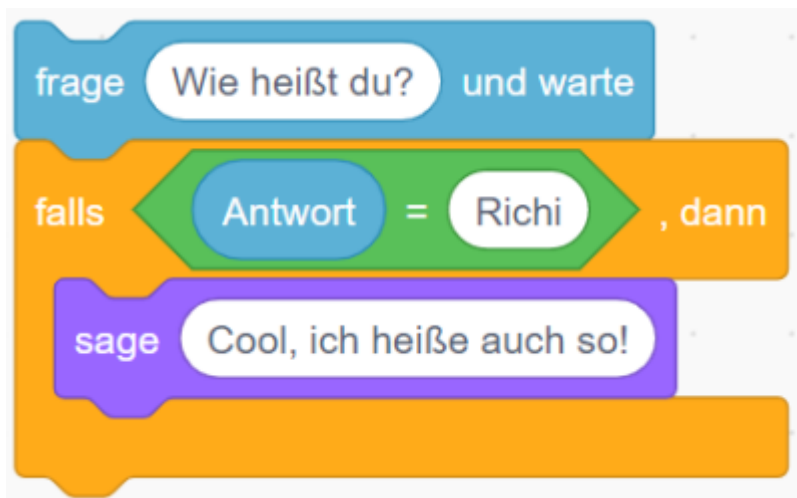 frage Wie heißt du? und warte
falls Antwort = Richi , dann
sage Cool, ich heiße auch so!